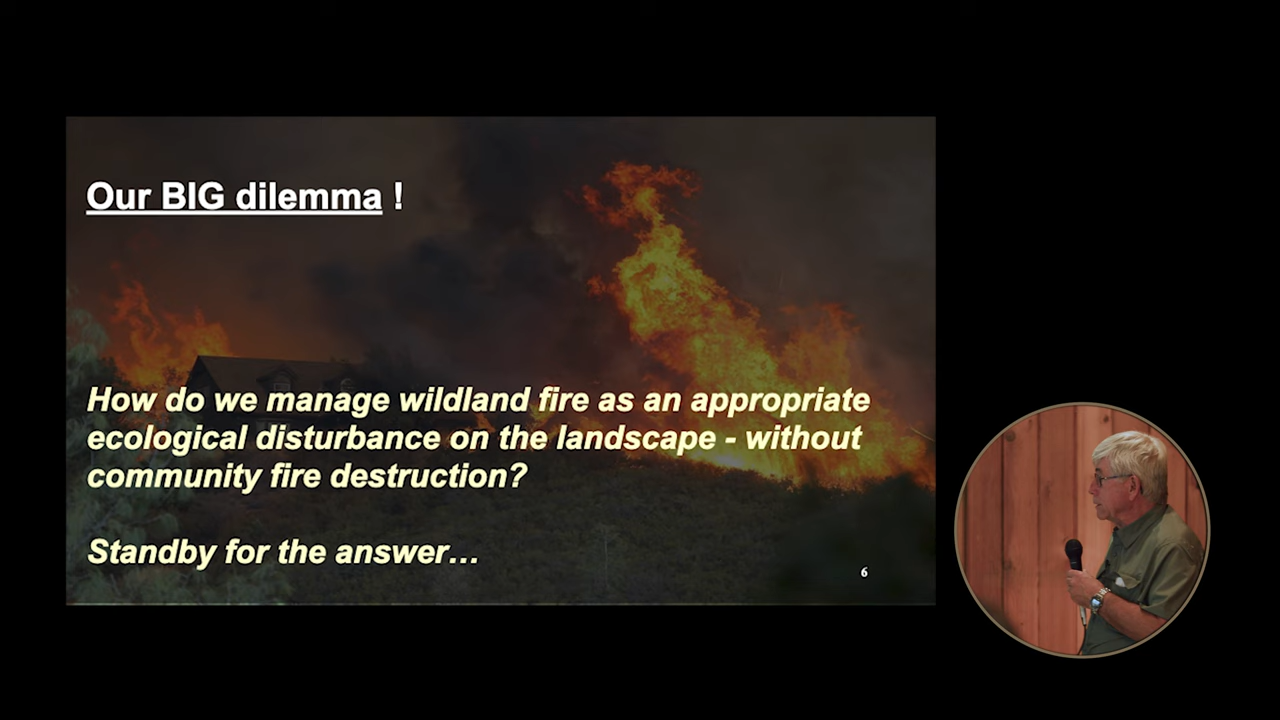 Our BIG dilemma !
How do we manage wildland fire as an appropriate
ecological disturbance on the landscape - without
community fire destruction?
Standby for the answer...
6